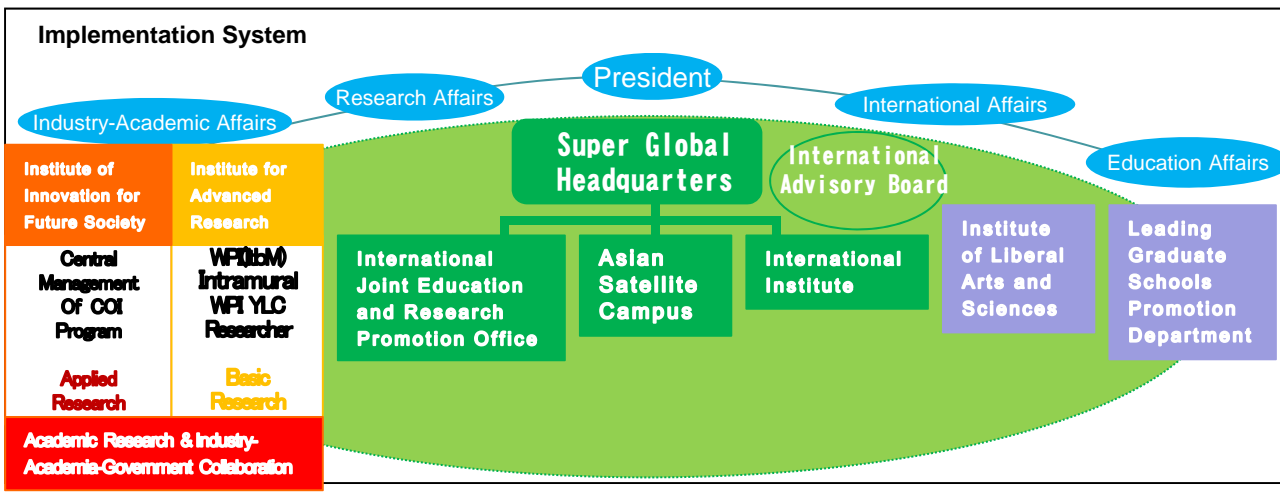 Implementation System
President
Research Affairs
International Affairs
Industry-Academic Affairs
Education Affairs
Institute of
Innovation for
Future Society
Institute for
Advanced
Research
Super Global
Headquarters
International
Advisory Board
Central
Management
Of COI
Program
WPI(ItbM)
Intramural
WPI YLC
Researcher
International
Joint Education
and Research
Promotion Office
Asian
Satellite
Campus
International
Institute
Institute
of Liberal
Arts and
Sciences
Leading
Graduate
Schools
Promotion
Department
Applied
Research
Basic
Research
Academic Research & Industry-
Academia-Government Collaboration